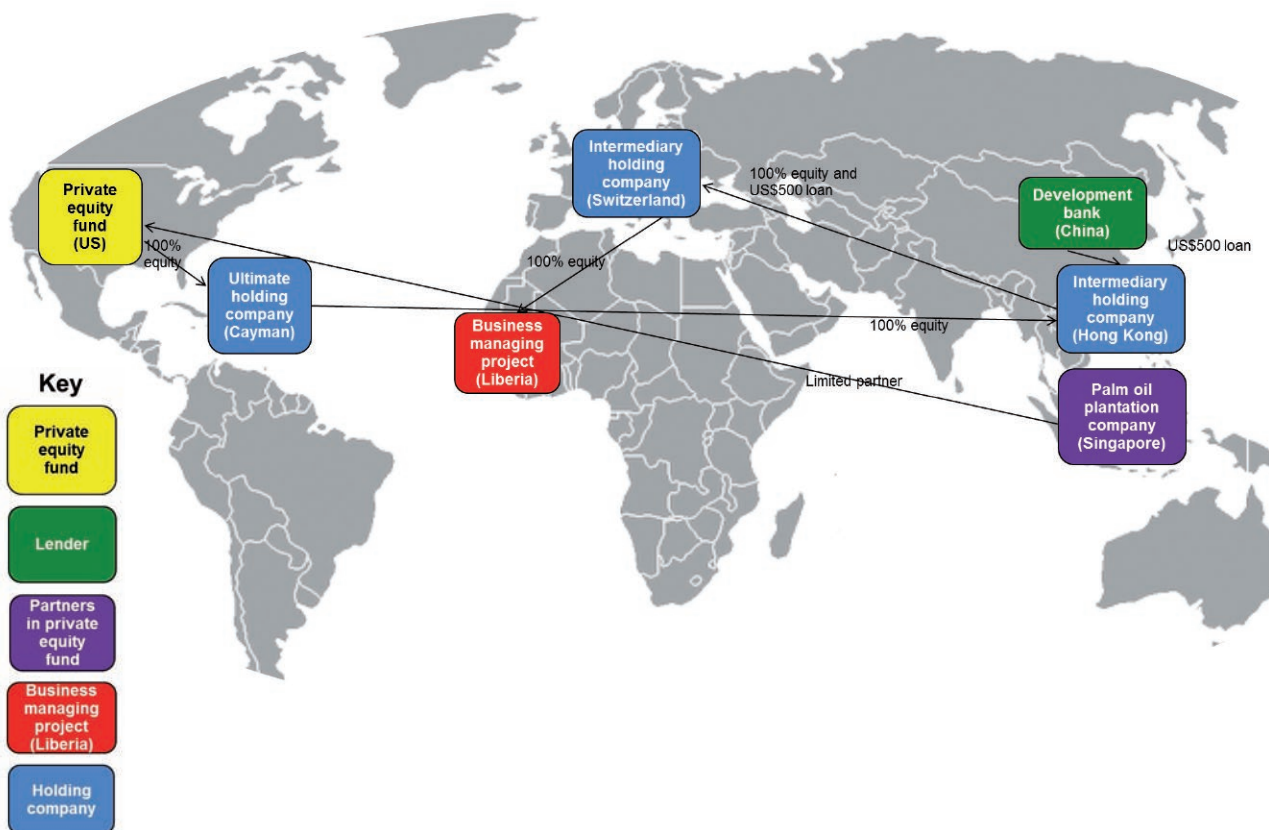 Intermediary
holding
company
(Switzerland)
Private
equity
fund
(US)
100%
equity
Ultimate
holding
company
(Cayman)
100% equity
Business
managing
project
(Liberia)
100% equity and
US$500 loan
Development
bank
(China)
US$500 loan
Intermediary
holding
company
(Hong Kong)
100% equity
Limited partner
Palm oil
plantation
company
(Singapore)
Key
Private
equity
fund
Lender
Partners
in private
equity
fund
Business
managing
project
(Liberia)
Holding
company